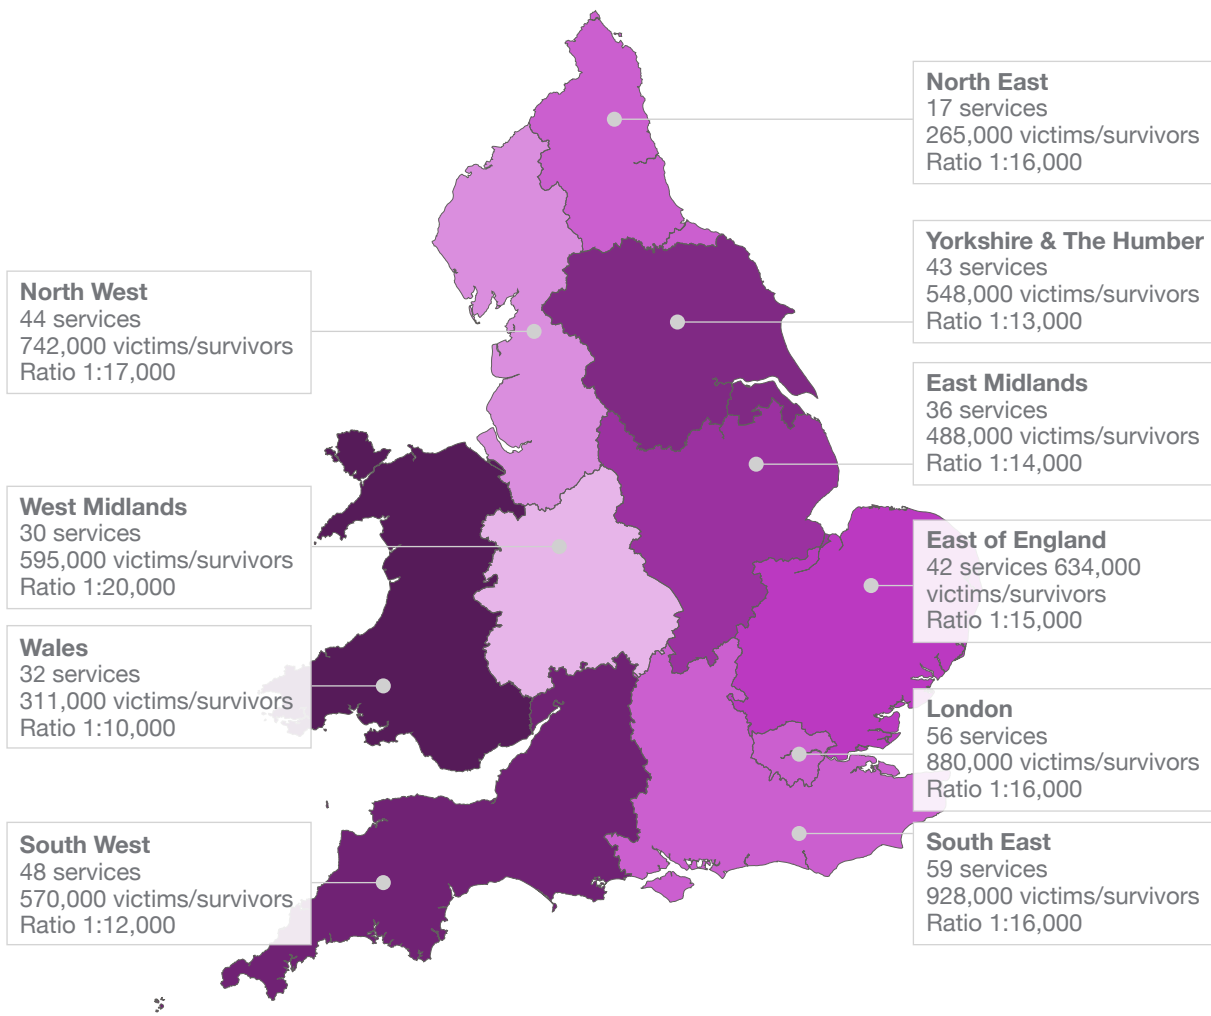 North East
17 services
265,000 victims/survivors
Ratio 1:16,000
Yorkshire & The Humber
43 services
548,000 victims/survivors
Ratio 1:13,000
North West
44 services
742,000 victims/survivors
Ratio 1:17,000
East Midlands
36 services
488,000 victims/survivors
Ratio 1:14,000
West Midlands
30 services
595,000 victims/survivors
Ratio 1:20,000
East of England
42 services 634,000
victims/survivors
Ratio 1:15,000
Wales
32 services
311,000 victims/survivors
Ratio 1:10,000
London
56 services
880,000 victims/survivors
Ratio 1:16,000
South West
48 services
570,000 victims/survivors
Ratio 1:12,000
South East
59 services
928,000 victims/survivors
Ratio 1:16,000